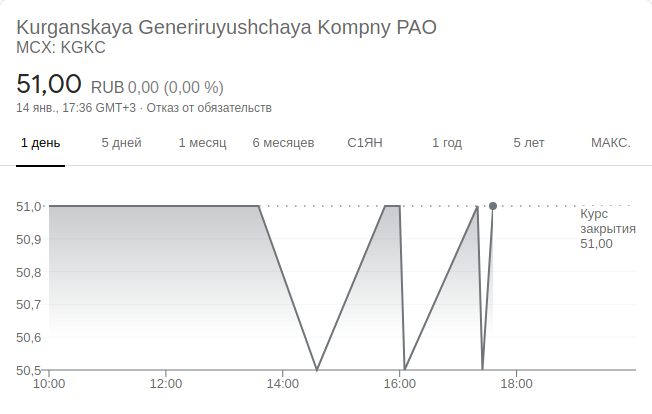 Kurganskaya Generiruyushchaya Kompny PAO
MCX: KGKC
51,00 RUB 0,00 (0,00 %)
14 янв., 17:36 GMT+3 · Отказ от обязательств
1 день 5 дней 1 месяц 6 месяцев С1ЯН 1 год 5 лет МАКС.
51,0
50,9
50,8
50,7
50,6
50,5
Курс
закрытия
51,00
10:00 12:00 14:00 16:00 18:00